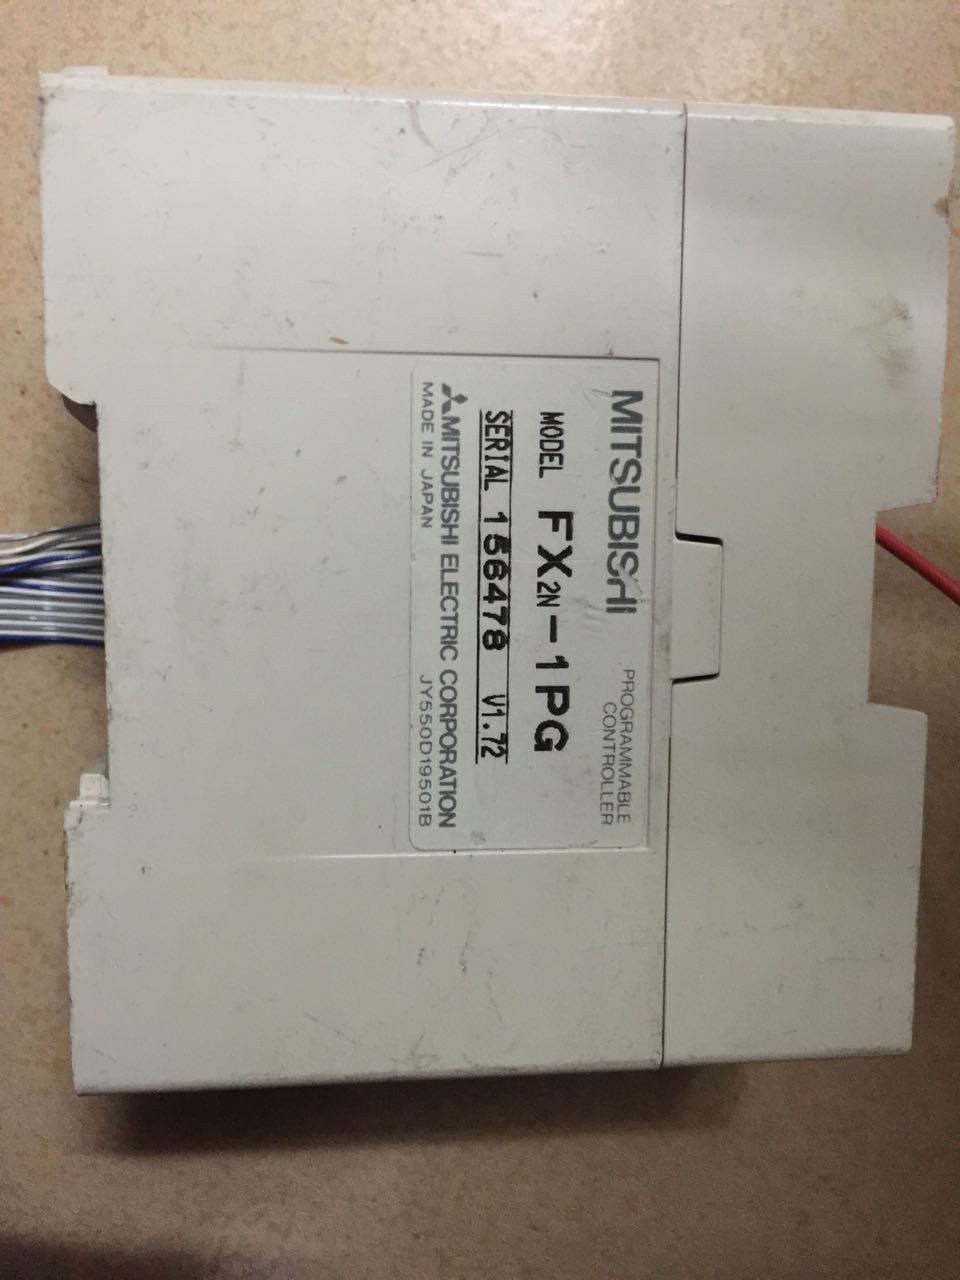 MITSUBISHI
PROGRAMMABLE
CONTROLLER
MODEL FX2N-1PG
SERIAL 156478 V1.72
MITSUBISHI ELECTRIC CORPORATION
MADE IN JAPAN JY550D19501B